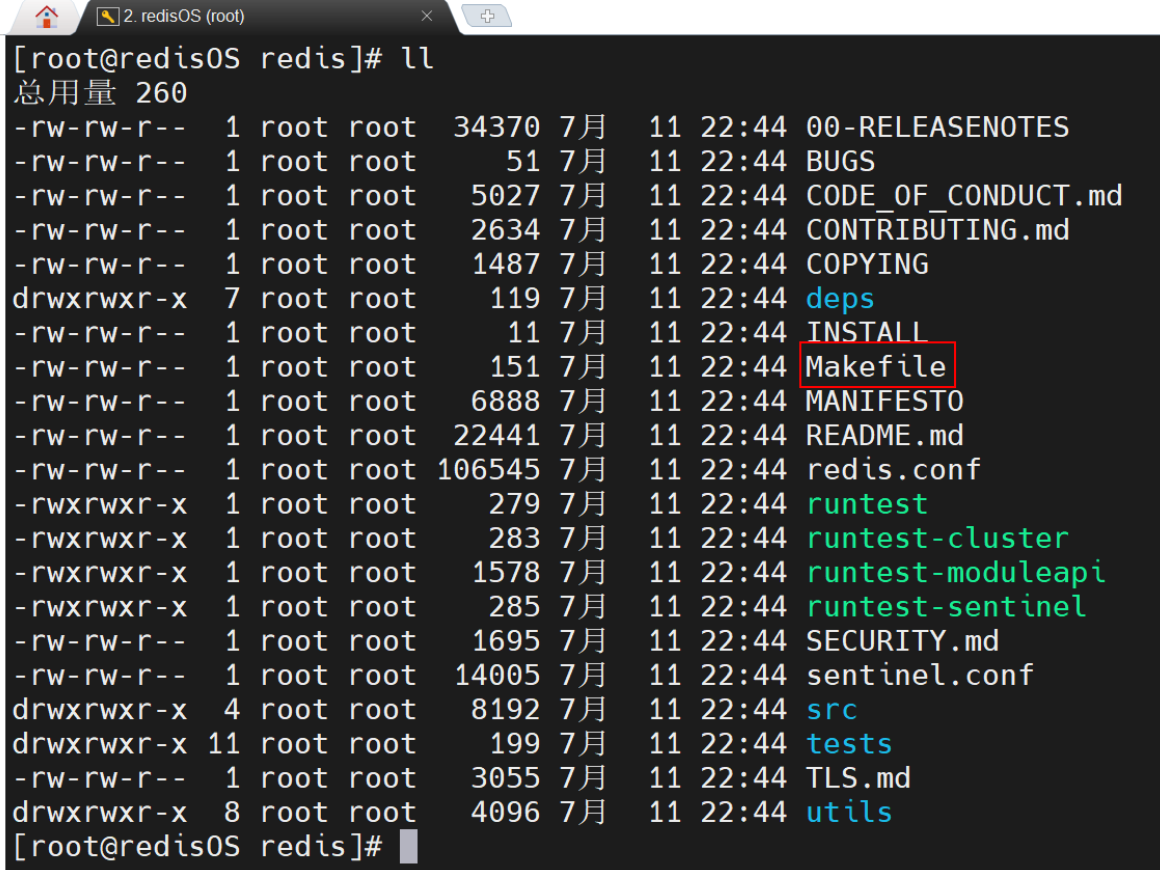 2. redisOS (root)
[root@redisOS redis]# ll
总用量 260
-rw-rw-r-- 1 root root 34370 7月 11 22:44 00-RELEASENOTES
-rw-rw-r-- 1 root root 51 7月 11 22:44 BUGS
-rw-rw-r-- 1 root root 5027 7月 11 22:44 CODE_OF_CONDUCT.md
-rw-rw-r-- 1 root root 2634 7月 11 22:44 CONTRIBUTING.md
-rw-rw-r-- 1 root root 1487 7月 11 22:44 COPYING
drwxrwxr-x 7 root root 119 7月 11 22:44 deps
-rw-rw-r-- 1 root root 11 7月 11 22:44 INSTALL
-rw-rw-r-- 1 root root 151 7月 11 22:44 Makefile
-rw-rw-r-- 1 root root 6888 7月 11 22:44 MANIFESTO
-rw-rw-r-- 1 root root 22441 7月 11 22:44 README.md
-rw-rw-r-- 1 root root 106545 7月 11 22:44 redis.conf
-rwxrwxr-x 1 root root 279 7月 11 22:44 runtest
-rwxrwxr-x 1 root root 283 7月 11 22:44 runtest-cluster
-rwxrwxr-x 1 root root 1578 7月 11 22:44 runtest-moduleapi
-rwxrwxr-x 1 root root 285 7月 11 22:44 runtest-sentinel
-rw-rw-r-- 1 root root 1695 7月 11 22:44 SECURITY.md
-rw-rw-r-- 1 root root 14005 7月 11 22:44 sentinel.conf
drwxrwxr-x 4 root root 8192 7月 11 22:44 src
drwxrwxr-x 11 root root 199 7月 11 22:44 tests
-rw-rw-r-- 1 root root 3055 7月 11 22:44 TLS.md
drwxrwxr-x 8 root root 4096 7月 11 22:44 utils
[root@redisOS redis]#